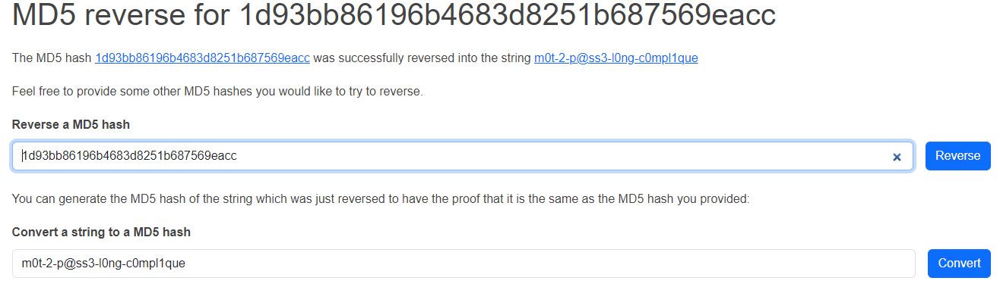 MD5 reverse for 1d93bb86196b4683d8251b687569eacc
The MD5 hash 1d93bb86196b4683d8251b687569eacc was successfully reversed into the string m0t-2-p@ss3-l0ng-c0mpl1que
Feel free to provide some other MD5 hashes you would like to try to reverse.
Reverse a MD5 hash
1d93bb86196b4683d8251b687569eacc
Reverse
You can generate the MD5 hash of the string which was just reversed to have the proof that it is the same as the MD5 hash you provided:
Convert a string to a MD5 hash
m0t-2-p@ss3-l0ng-c0mpl1que
Convert